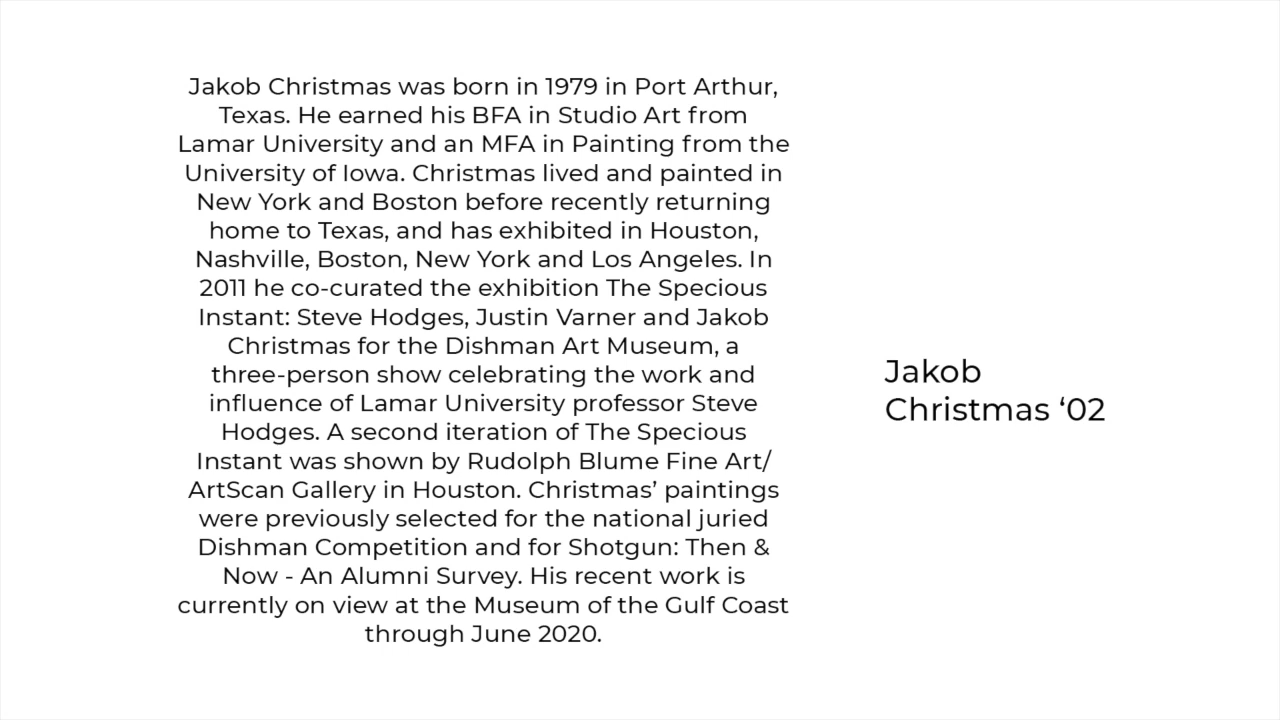 Jakob Christmas was born in 1979 in Port Arthur,
Texas. He earned his BFA in Studio Art from
Lamar University and an MFA in Painting from the
University of Iowa. Christmas lived and painted in
New York and Boston before recently returning
home to Texas, and has exhibited in Houston,
Nashville, Boston, New York and Los Angeles. In
2011 he co-curated the exhibition The Specious
Instant: Steve Hodges, Justin Varner and Jakob
Christmas for the Dishman Art Museum, a
three-person show celebrating the work and
influence of Lamar University professor Steve
Hodges. A second iteration of The Specious
Instant was shown by Rudolph Blume Fine Art/
ArtScan Gallery in Houston. Christmas’ paintings
were previously selected for the national juried
Dishman Competition and for Shotgun: Then &
Now - An Alumni Survey. His recent work is
currently on view at the Museum of the Gulf Coast
through June 2020.
Jakob
Christmas ‘02